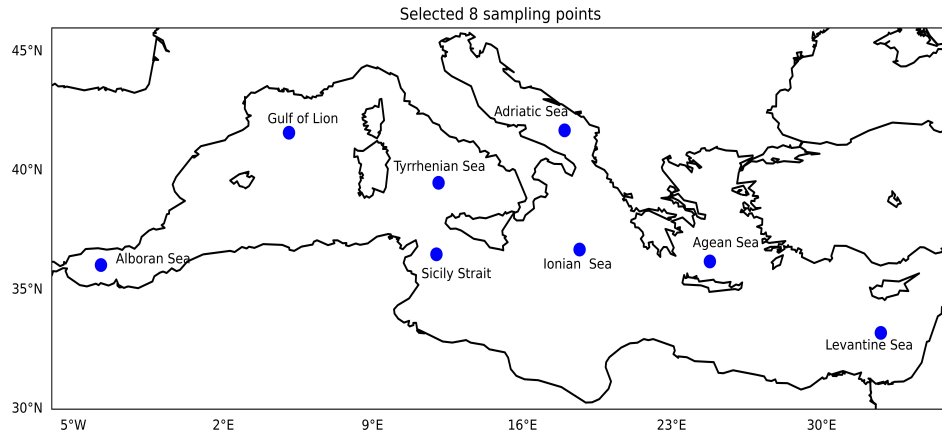 Selected 8 sampling points
45°N
Adriatic Sea
Gulf of Lion
40°N
Tyrrhenian Sea
Agean Sea
Alboran Sea
Ionian  Sea
Sicily Strait
35°N
Levantine Sea
30°N
5°W
2°E
9°E
16°E
23°E
30°E